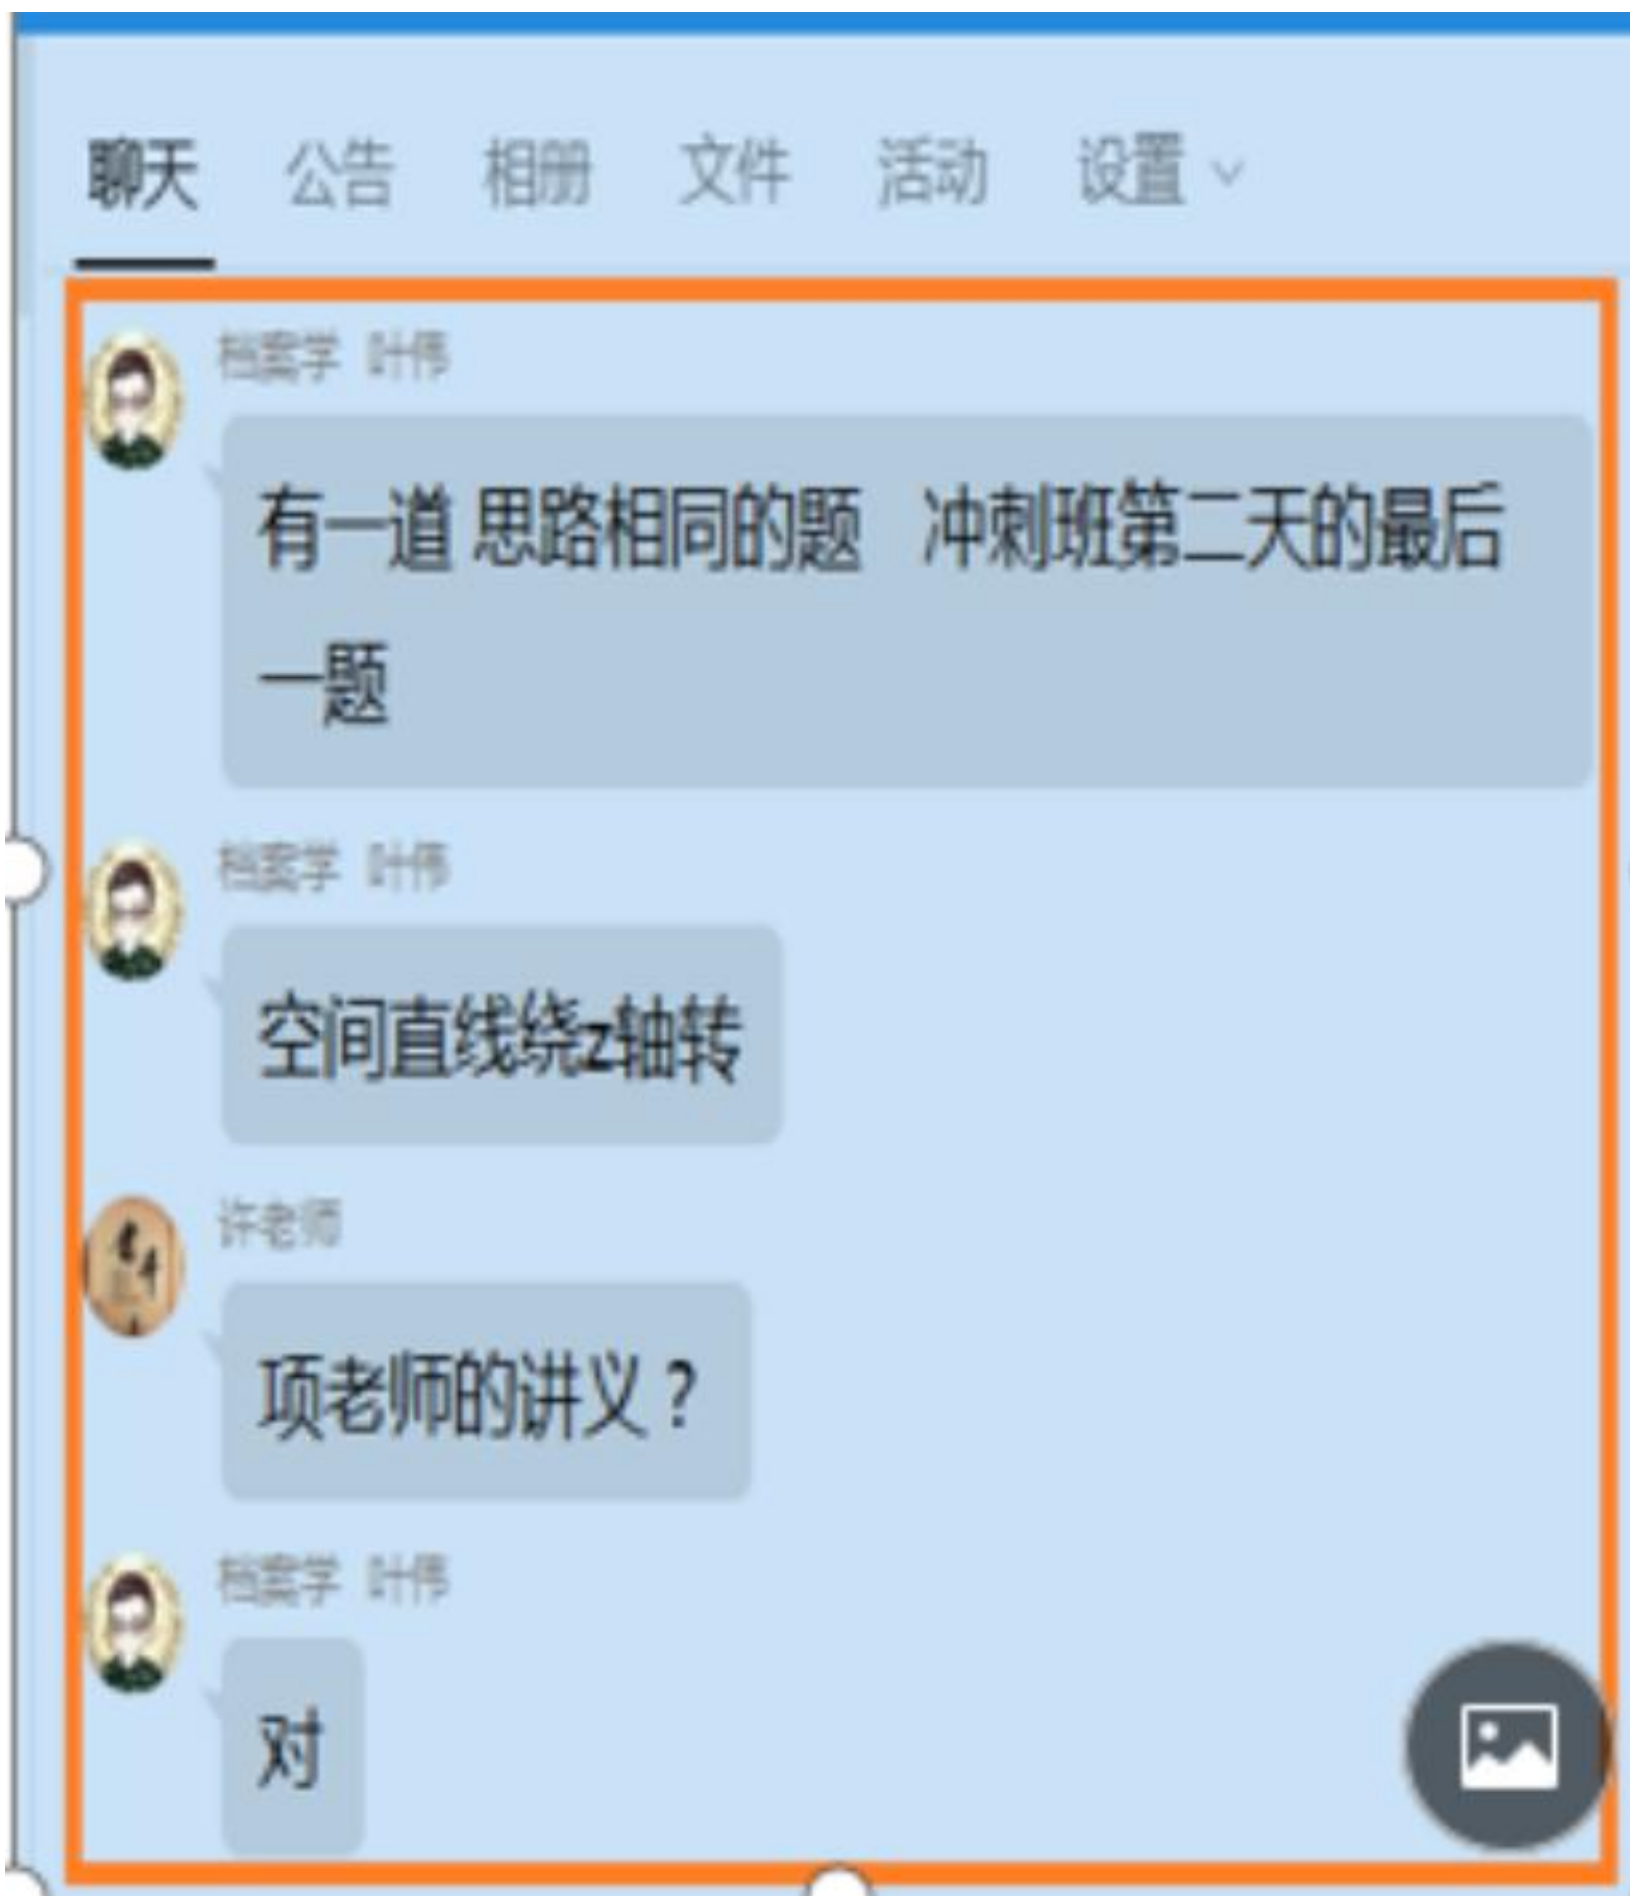 聊天 公告 相册 文件 活动 设置
档案学 叶伟
有一道 思路相同的题 冲刺班第二天的最后
一题
档案学 叶伟
空间直线绕z轴转
许老师
项老师的讲义？
档案学 叶伟
对